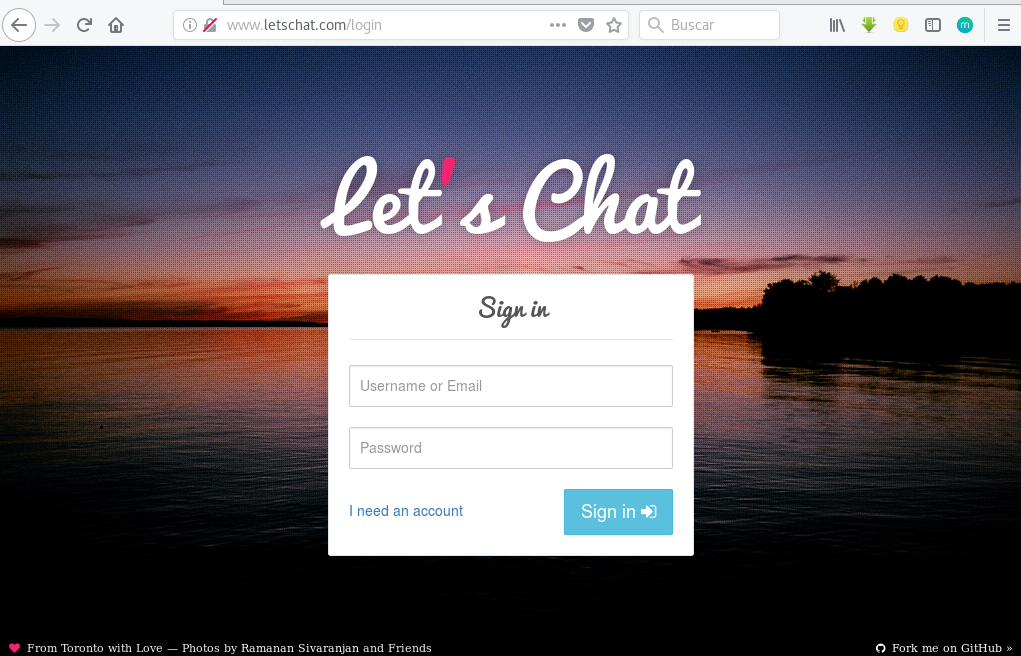 www.letschat.com/login
Buscar
m
Let's Chat
Sign in
Username or Email
Password
I need an account
Sign in
From Toronto with Love — Photos by Ramanan Sivaranjan and Friends
Fork me on GitHub »